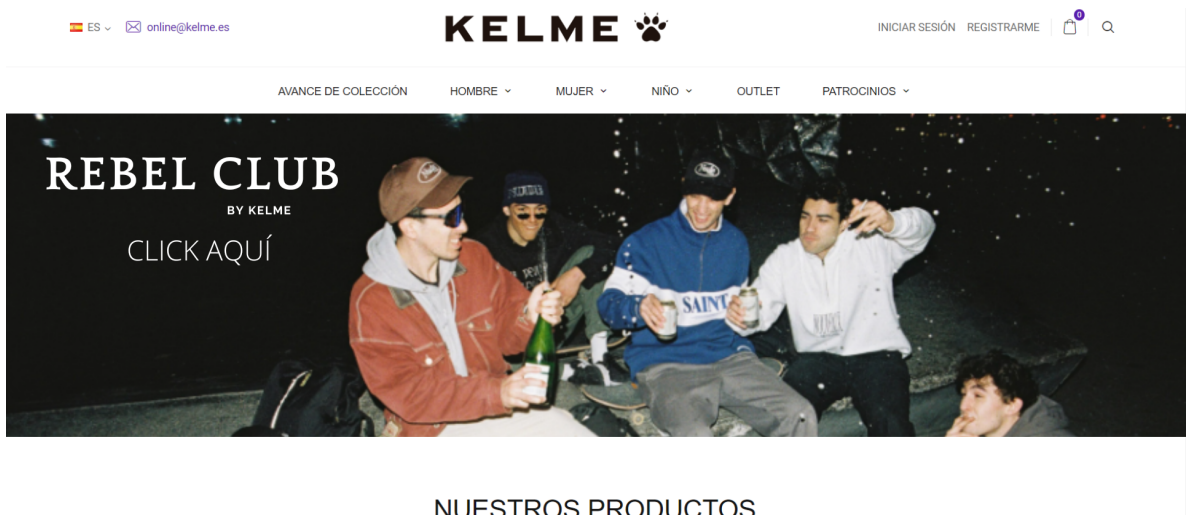 ES online@kelme.es
KELME
INICIAR SESIÓN REGISTRARME 0
AVANCE DE COLECCIÓN HOMBRE MUJER NIÑO OUTLET PATROCINIOS
REBEL CLUB
BY KELME
CLICK AQUÍ
SAINT
NUESTROS PRODUCTOS